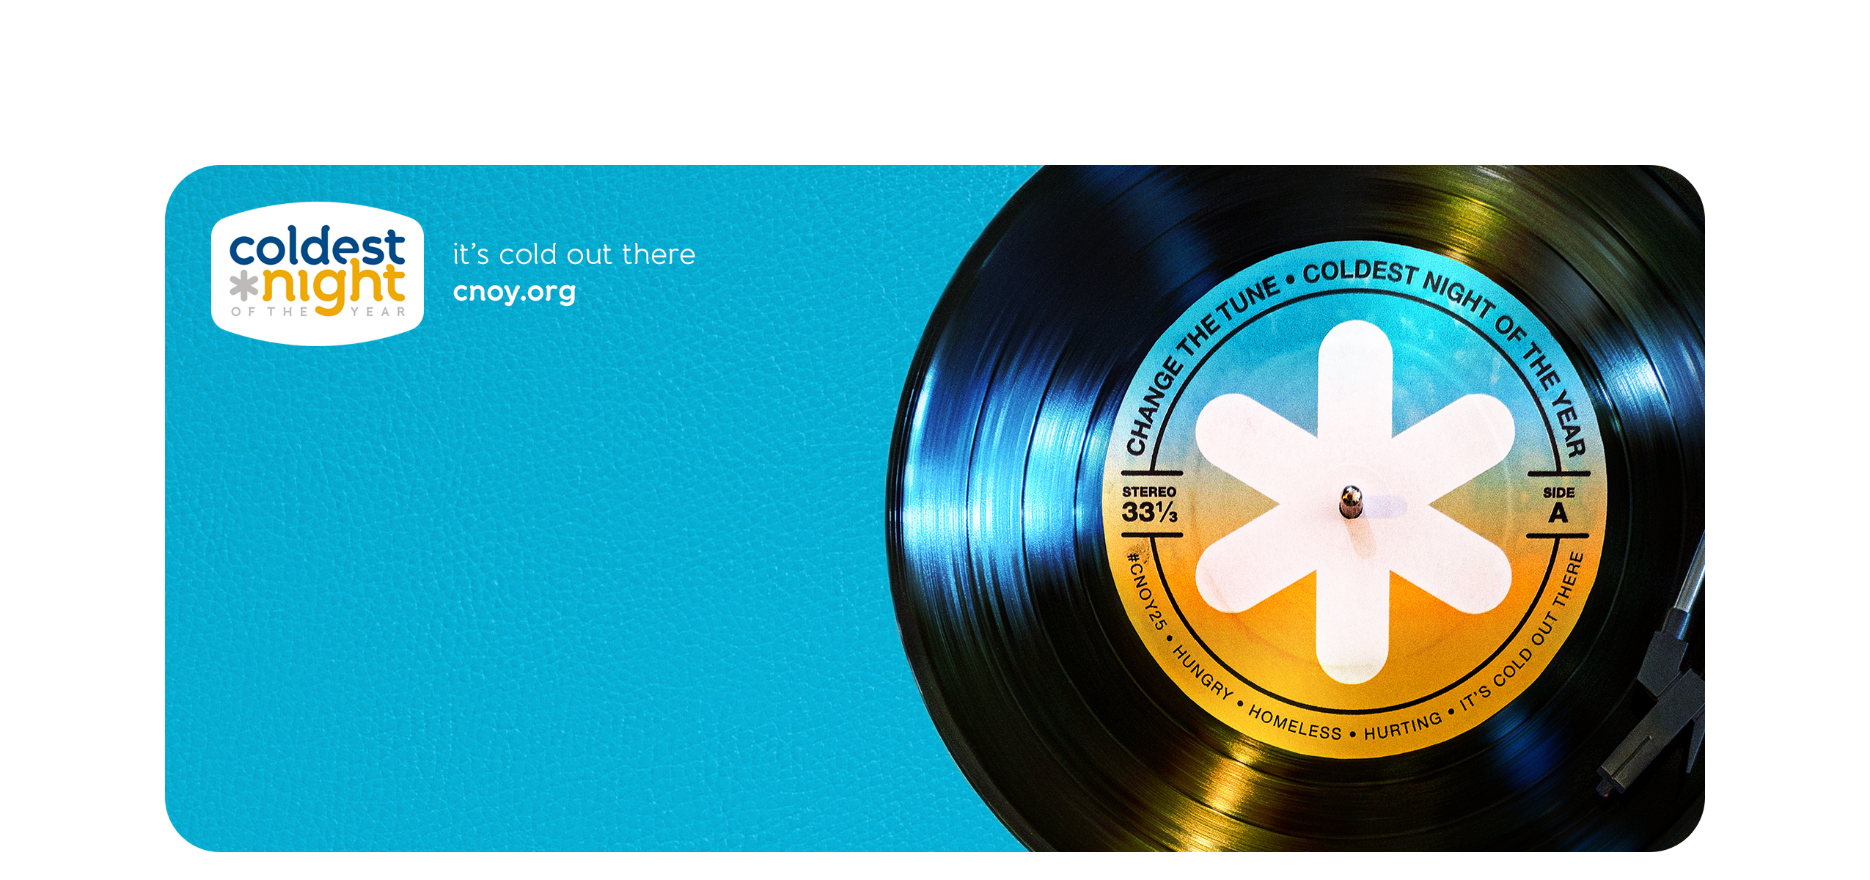 coldest
*night
OF THE YEAR
it's cold out there
cnoy.org
CHANGE THE TUNE • COLDEST NIGHT OF THE YEAR
STEREO
33⅓
SIDE
A
#CNOY25 • HUNGRY • HOMELESS • HURTING • IT'S COLD OUT THERE